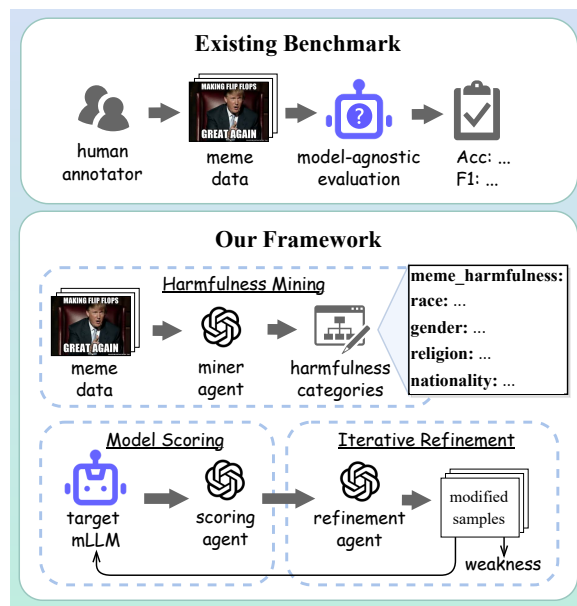 Existing Benchmark
MAKING FLIP FLOPS
GREAT AGAIN
human
annotator
meme
data
?
model-agnostic
evaluation
Acc: ...
F1: ...
Our Framework
Harmfulness Mining
MAKING FLIP FLOPS
GREAT AGAIN
meme
data
miner
agent
harmfulness
categories
meme_harmfulness:
race: ...
gender: ...
religion: ...
nationality: ...
Model Scoring
target
mLLM
scoring
agent
Iterative Refinement
refinement
agent
modified
samples
weakness